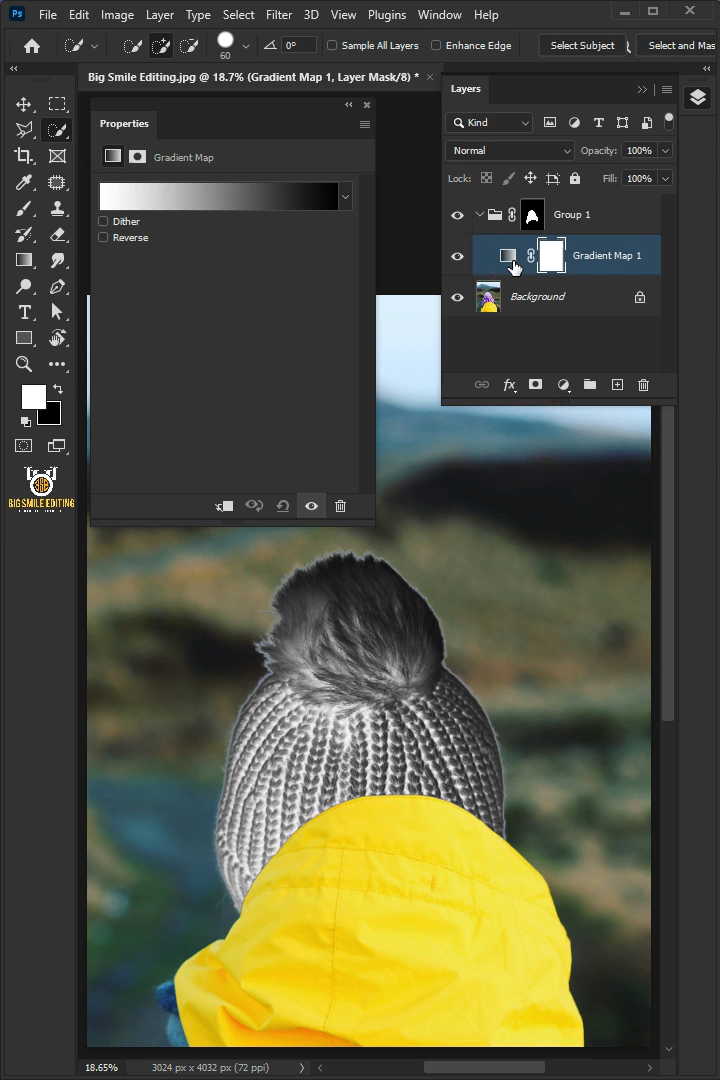 Ps File Edit Image Layer Type Select Filter 3D View Plugins Window Help
60 0° Sample All Layers Enhance Edge Select Subject Select and Mas
Big Smile Editing.jpg @ 18.7% (Gradient Map 1, Layer Mask/8) *
Layers
Properties
Kind
Gradient Map
Normal Opacity: 100%
Lock: Fill: 100%
Dither
Reverse
Group 1
Gradient Map 1
Background
fx
BIG SMILE EDITING
18.65% 3024 px x 4032 px (72 ppi)